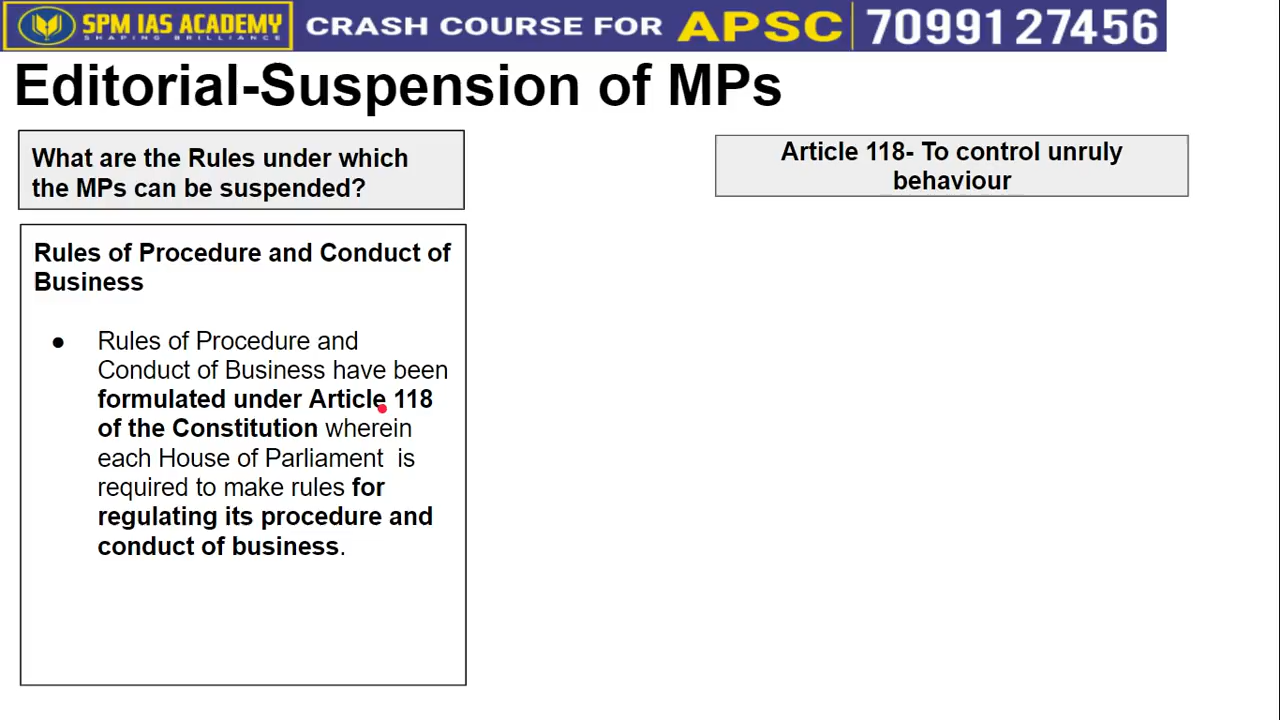 SPM IAS ACADEMY
SHAPING BRILLIANCE
CRASH COURSE FOR APSC 70991 27456
Editorial-Suspension of MPs
What are the Rules under which
the MPs can be suspended?
Rules of Procedure and Conduct of
Business
● Rules of Procedure and
Conduct of Business have been
formulated under Article 118
of the Constitution wherein
each House of Parliament is
required to make rules for
regulating its procedure and
conduct of business.
Article 118- To control unruly
behaviour